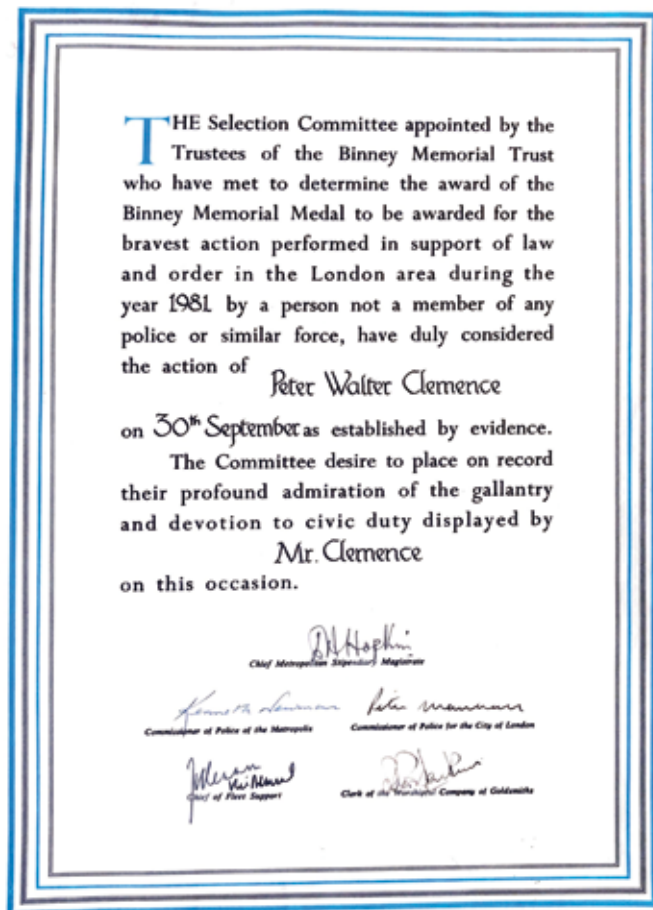 THE Selection Committee appointed by the
Trustees of the Binney Memorial Trust
who have met to determine the award of the
Binney Memorial Medal to be awarded for the
bravest action performed in support of law
and order in the London area during the
year 1981 by a person not a member of any
police or similar force, have duly considered
the action of
Peter Walter Clemence
on 30th September as established by evidence.
The Committee desire to place on record
their profound admiration of the gallantry
and devotion to civic duty displayed by
Mr. Clemence
on this occasion.
Chief Metropolitan Stipendiary Magistrate
Kenneth Newman
Commissioner of Police of the Metropolis
Commissioner of Police for the City of London
Chief of Fleet Support
Clerk of the Worshipful Company of Goldsmiths